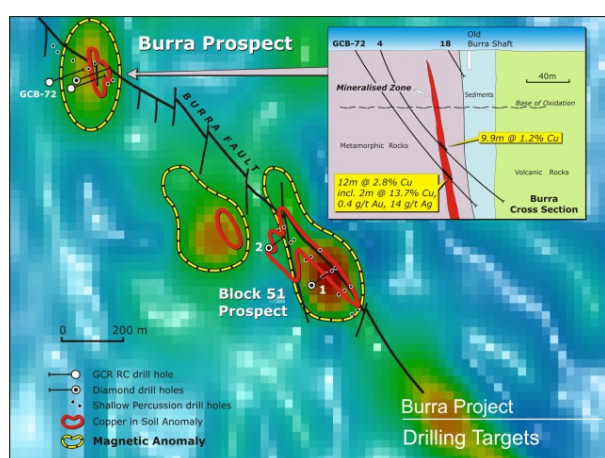 Burra Prospect
GCB-72
BURRA FAULT
2
1
Block 51
Prospect
0 200 m
GCR RC drill hole
Diamond drill holes
Shallow Percussion drill holes
Copper in Soil Anomaly
Magnetic Anomaly
Burra Project
Drilling Targets
GCB-72 4 18
Old
Burra Shaft
40m
Mineralised Zone
Sediments
Base of Oxidation
9.9m @ 1.2% Cu
Metamorphic Rocks
Volcanic Rocks
12m @ 2.8% Cu
incl. 2m @ 13.7% Cu,
0.4 g/t Au, 14 g/t Ag
Burra
Cross Section